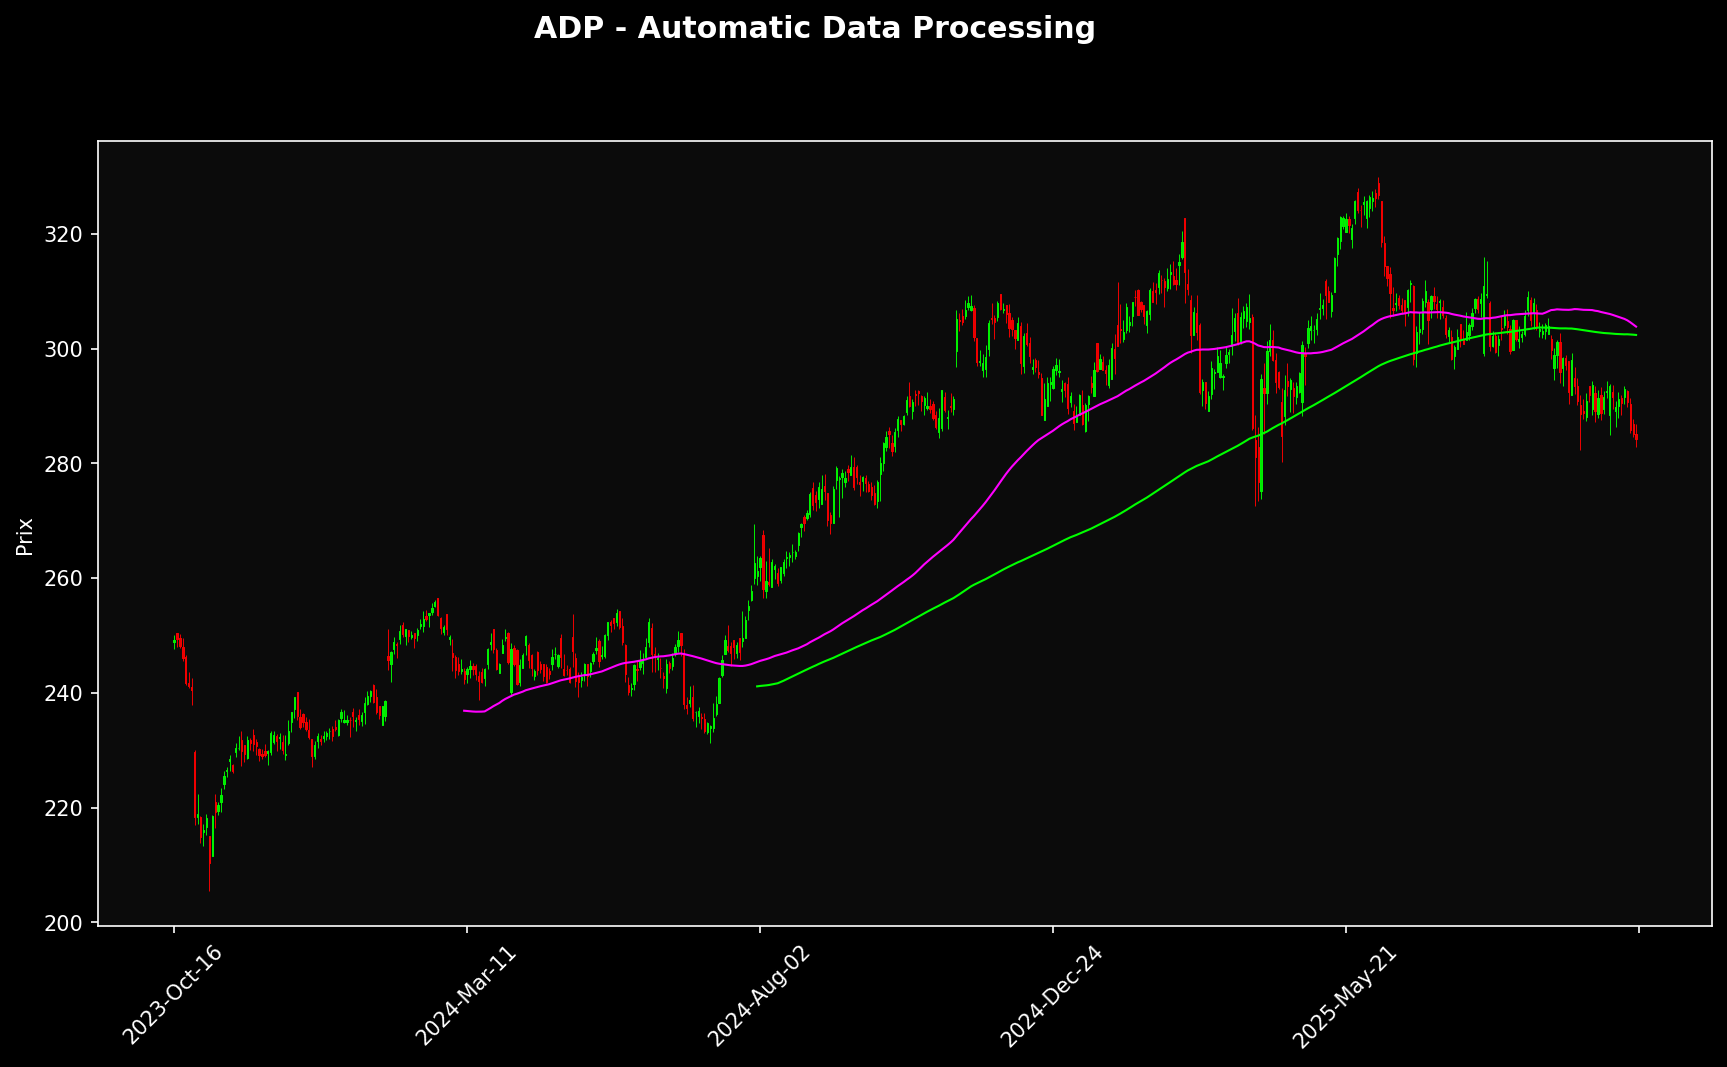 ADP - Automatic Data Processing
Prix
320
300
280
260
240
220
200
2023-Oct-16
2024-Mar-11
2024-Aug-02
2024-Dec-24
2025-May-21